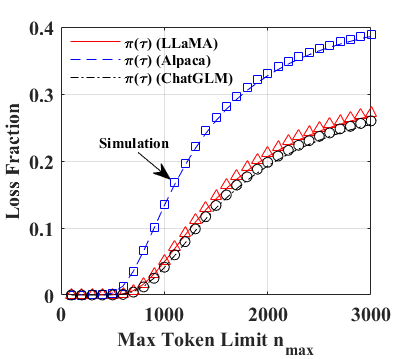 0.4
π(τ) (LLaMA)
π(τ) (Alpaca)
π(τ) (ChatGLM)
0.3
Simulation
0.2
0.1
0
0 1000 2000 3000
Loss Fraction
Max Token Limit n_max